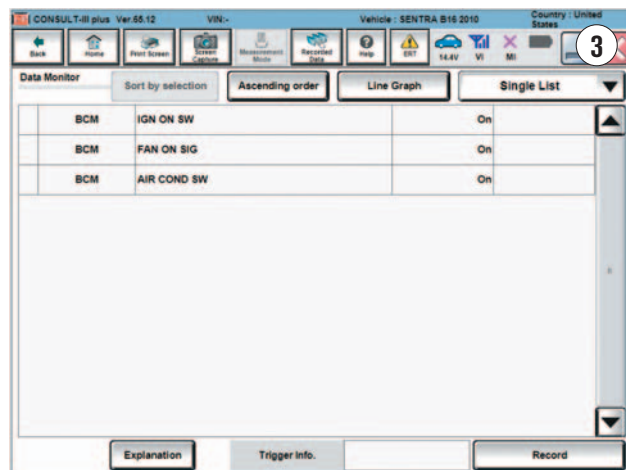 CONSULT-III plus Ver.55.12 VIN:- Vehicle : SENTRA B16 2010 Country : United States
Back Home Print Screen Screen Capture Measurement Mode Recorded Data Help ERT 14.4V VI MI
3
Data Monitor Sort by selection Ascending order Line Graph Single List
BCM IGN ON SW On
BCM FAN ON SIG On
BCM AIR COND SW On
Explanation Trigger Info. Record